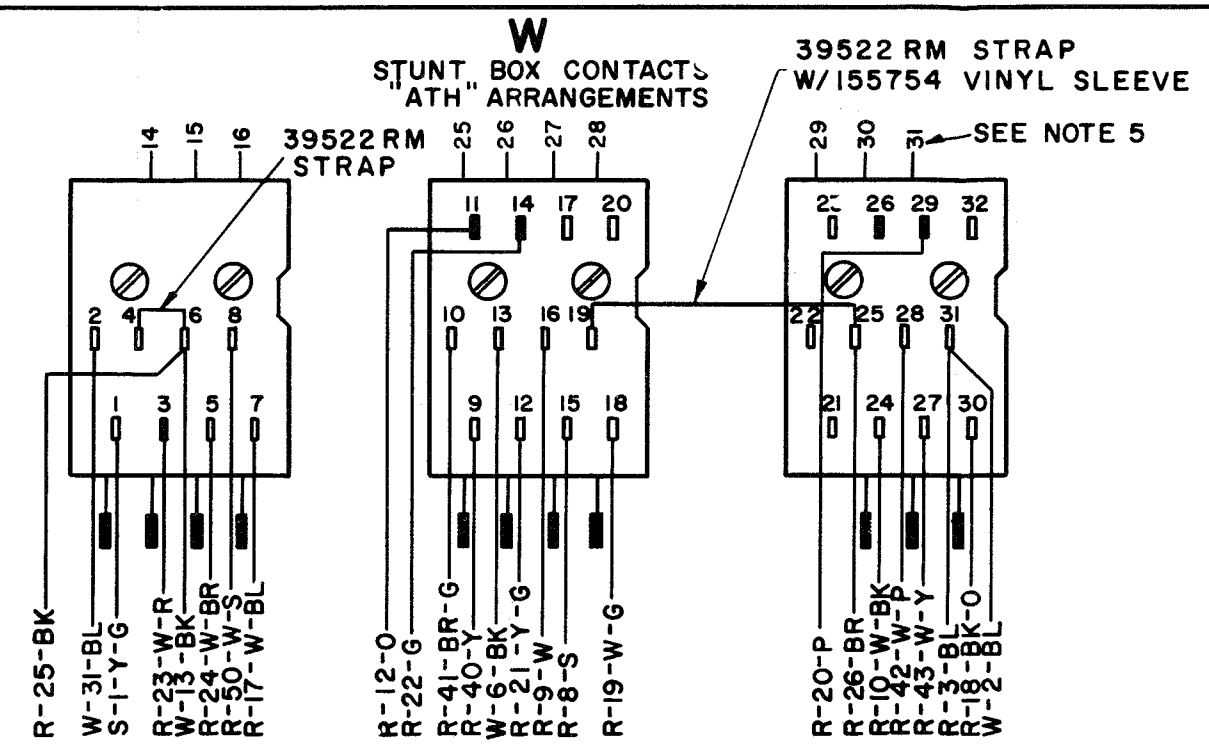 W
STUNT BOX CONTACTS
"ATH" ARRANGEMENTS
39522 RM STRAP
W/155754 VINYL SLEEVE
39522 RM
STRAP
SEE NOTE 5
14 15 16
25 26 27 28
29 30 31
2 4 6 8
1 3 5 7
11 14 17 20
10 13 16 19
9 12 15 18
26 29 32
22 25 28 31
21 24 27 30
R-25-BK
W-31-BL
S-1-Y-G
R-23-W-R
W-13-BK
R-24-W-BR
R-50-W-S
R-17-W-BL
R-12-O
R-22-G
R-41-BR-G
R-40-Y
W-6-BK
R-21-Y-G
R-9-W
R-8-S
R-19-W-G
R-20-P
R-26-BR
R-10-W-BK
R-42-W-P
R-43-W-Y
R-3-BL
R-18-BK-O
W-2-BL